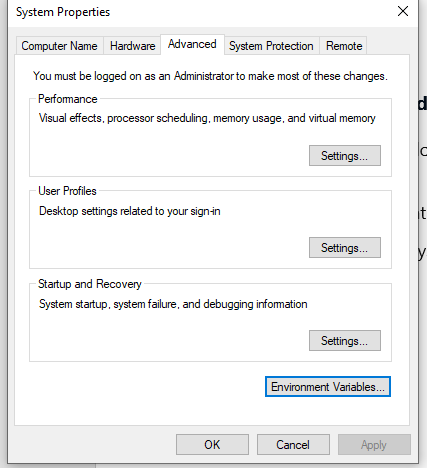 System Properties
Computer Name Hardware Advanced System Protection Remote
You must be logged on as an Administrator to make most of these changes.
Performance
Visual effects, processor scheduling, memory usage, and virtual memory
Settings...
User Profiles
Desktop settings related to your sign-in
Settings...
Startup and Recovery
System startup, system failure, and debugging information
Settings...
Environment Variables...
OK Cancel Apply